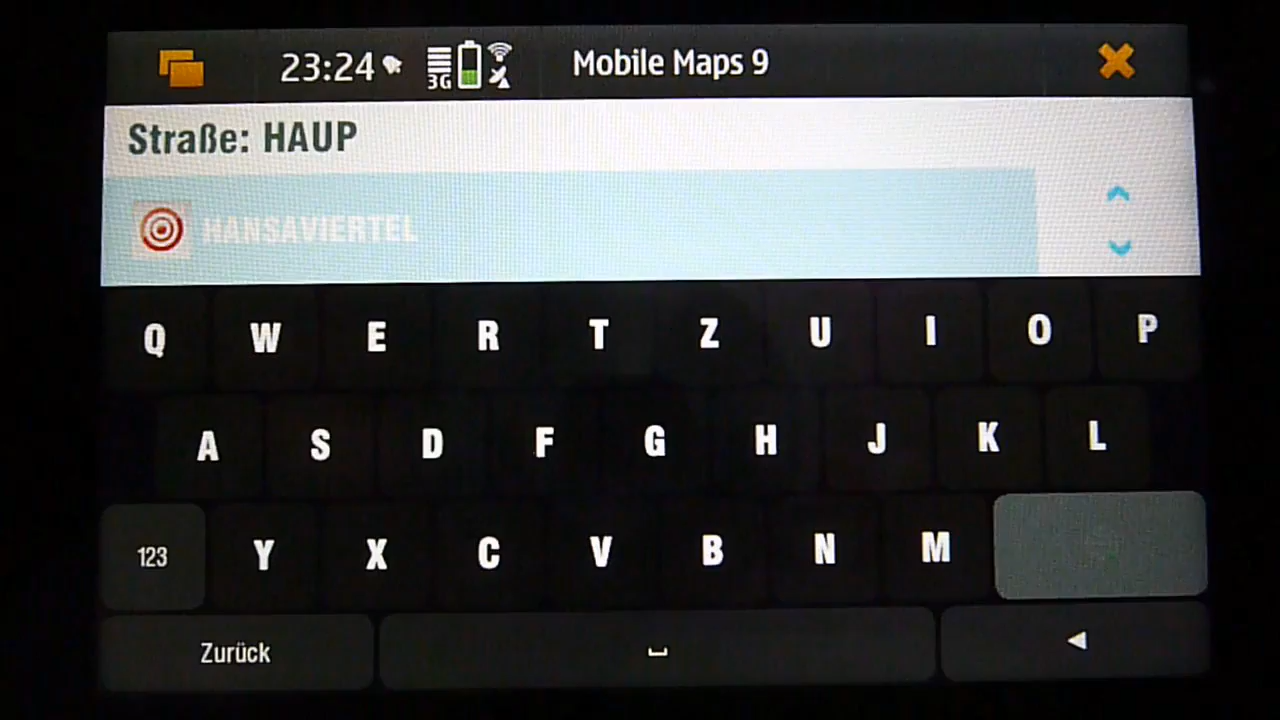 23:24 3G Mobile Maps 9
Straße: HAUP
HANSAVIERTEL
Q W E R T Z U I O P
A S D F G H J K L
123 Y X C V B N M
Zurück